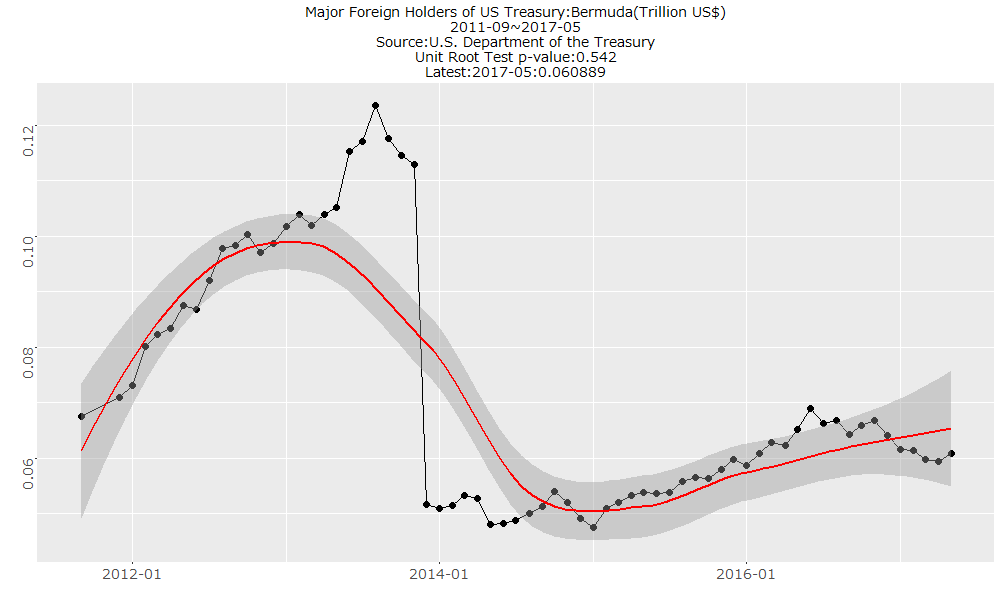 Major Foreign Holders of US Treasury:Bermuda(Trillion US$)
2011-09~2017-05
Source:U.S. Department of the Treasury
Unit Root Test p-value:0.542
Latest:2017-05:0.060889
0.12
0.10
0.08
0.06
2012-01
2014-01
2016-01